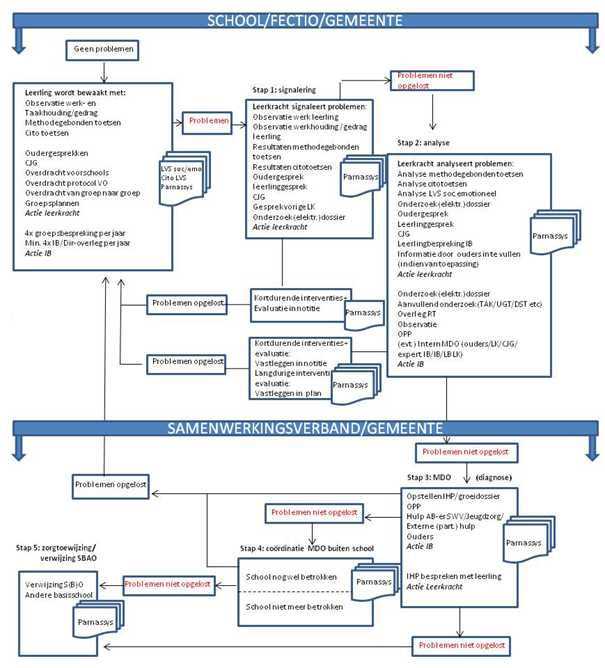 SCHOOL/FECTIO/GEMEENTE
Geen problemen
Leerling wordt bewaakt met:
Observatie werk- en
Taakhouding/gedrag
Methodegebonden toetsen
Cito toetsen
Oudergesprekken
CJG
Overdracht voorschools
Overdracht protocol VO
Overdracht van groep naar groep
Groepsplannen
Actie leerkracht
4x groepsbespreking per jaar
Min. 4x IB/Dir-overleg per jaar
Actie IB
LVS soc/emo
Cito LVS
Parnassys
Problemen
Stap 1: signalering
Leerkracht signaleert problemen:
Observatie werk leerling
Observatie werkhouding/gedrag
leerling
Resultaten methodegebonden
toetsen
Resultaten citotoetsen
Oudergesprek
leerlinggesprek
CJG
Gesprek vorige LK
Onderzoek (elektr.)dossier
Actie leerkracht
Parnassys
Problemen niet
opgelost
Stap 2: analyse
Leerkracht analyseert problemen:
Analyse methodegebonden toetsen
Analyse citotoetsen
Analyse LVS soc.emotioneel
Onderzoek (elektr.)dossier
Oudergesprek
Leerlinggesprek
CJG
Leerlingbespreking IB
Informatie door ouders in te vullen
(indien van toepassing)
Actie leerkracht
Onderzoek (elektr.)dossier
Aanvullend onderzoek (TAK/UGT/DST etc)
Overleg RT
Observatie
OPP
(evt.) Intern MDO (ouders/LK/CJG/
expert.IB/IB/LB LK)
Actie IB
Parnassys
Problemen opgelost
Kortdurende interventies+
Evaluatie in notitie
Parnassys
Problemen opgelost
Kortdurende interventies+
evaluatie:
Vastleggen in notitie
Langdurige interventi
evaluatie:
Vastleggen in plan
Parnassys
SAMENWERKINGSVERBAND/GEMEENTE
Problemen niet opgelost
Stap 3: MDO (diagnose)
Opstellen IHP/groeidossier
OPP
Hulp AB-er SWV/Jeugdzorg/
Externe (part.) hulp
Ouders
Actie IB
IHP bespreken met leerling
Actie Leerkracht
Parnassys
Problemen opgelost
Problemen niet opgelost
Stap 4: coördinatie MDO buiten school
School nog wel betrokken
School niet meer betrokken
Parnassys
Problemen niet opgelost
Stap 5: zorgtoewijzing/
verwijzing SBAO
Verwijzing S(B)O
Andere basisschool
Parnassys
Problemen niet opgelost